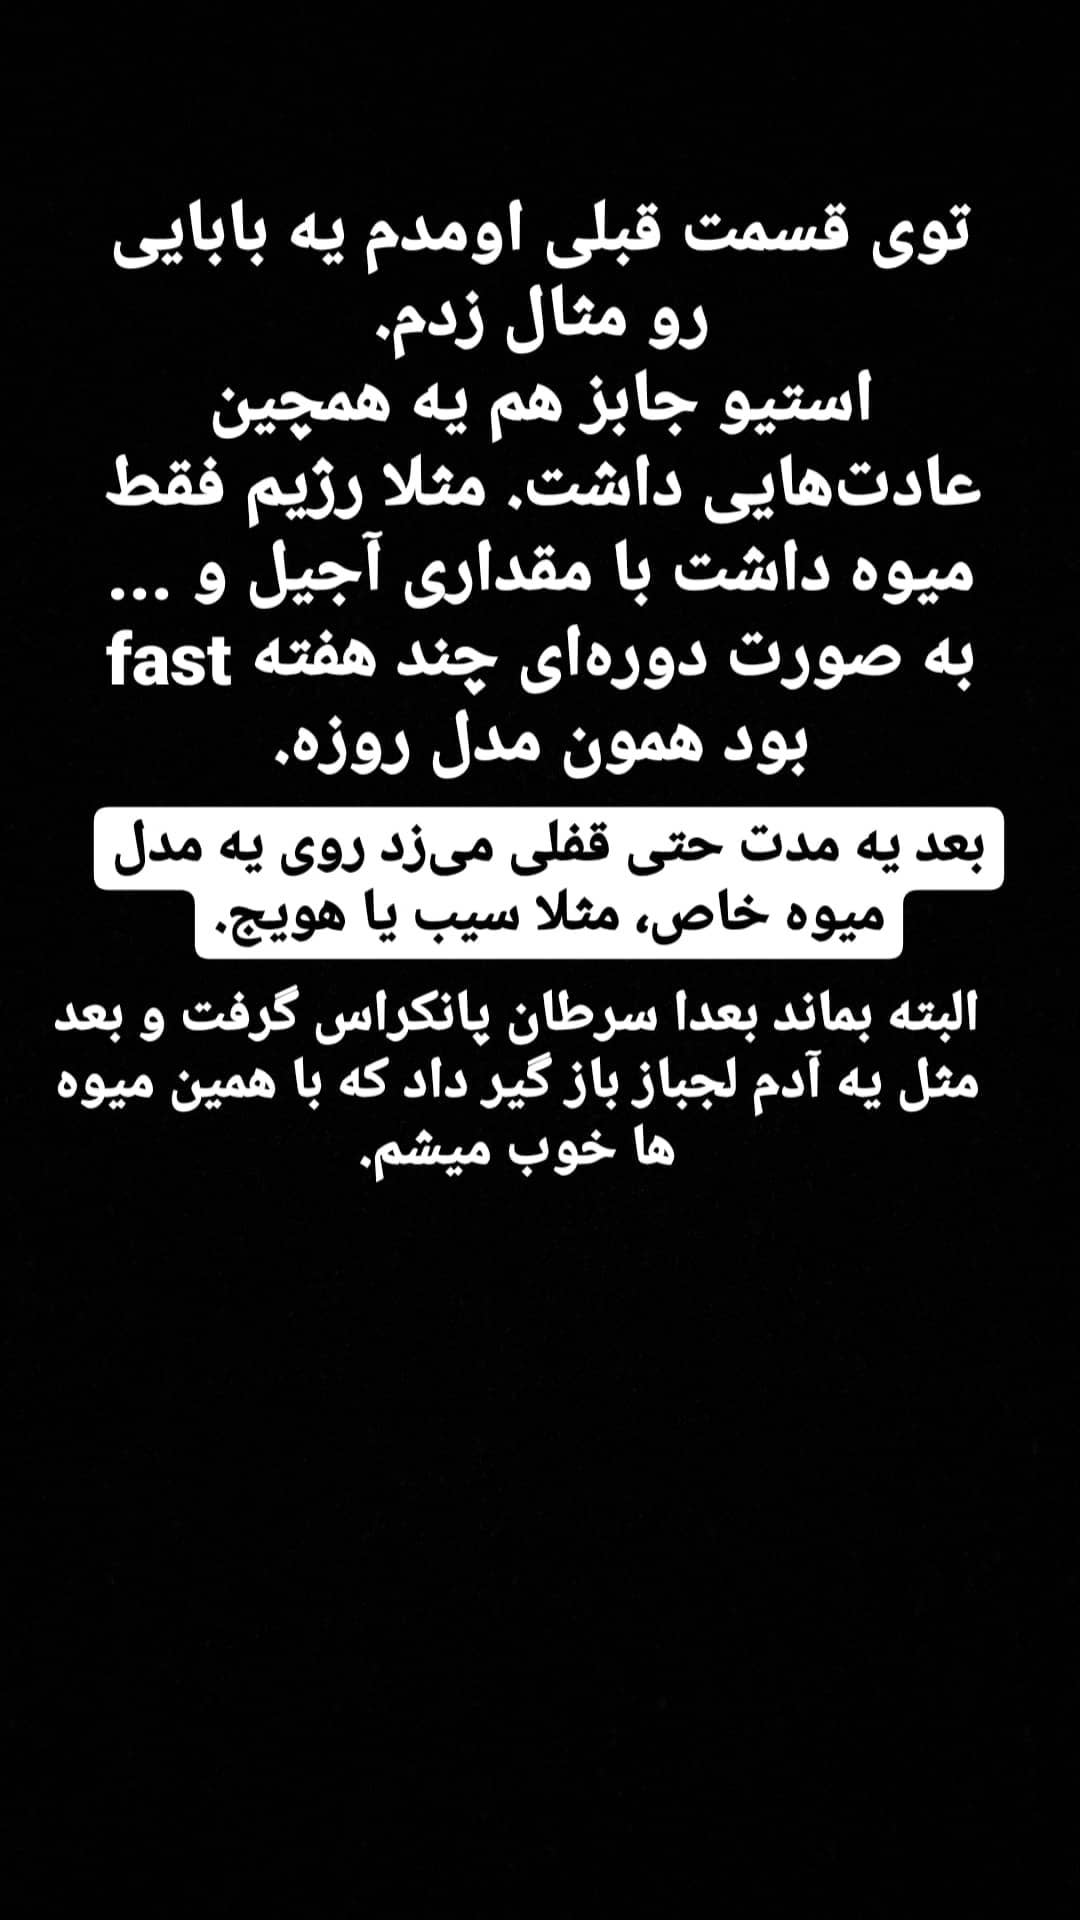 توی قسمت قبلی اومدم یه بابایی
رو مثال زدم.
استیو جابز هم یه همچین
عادت‌هایی داشت. مثلا رژیم فقط
میوه داشت با مقداری آجیل و ...
به صورت دوره‌ای چند هفته fast
بود همون مدل روزه.
بعد یه مدت حتی قفلی می‌زد روی یه مدل
میوه خاص، مثلا سیب یا هویج.
البته بماند بعدا سرطان پانکراس گرفت و بعد
مثل یه آدم لجباز باز گیر داد که با همین میوه
ها خوب میشم.